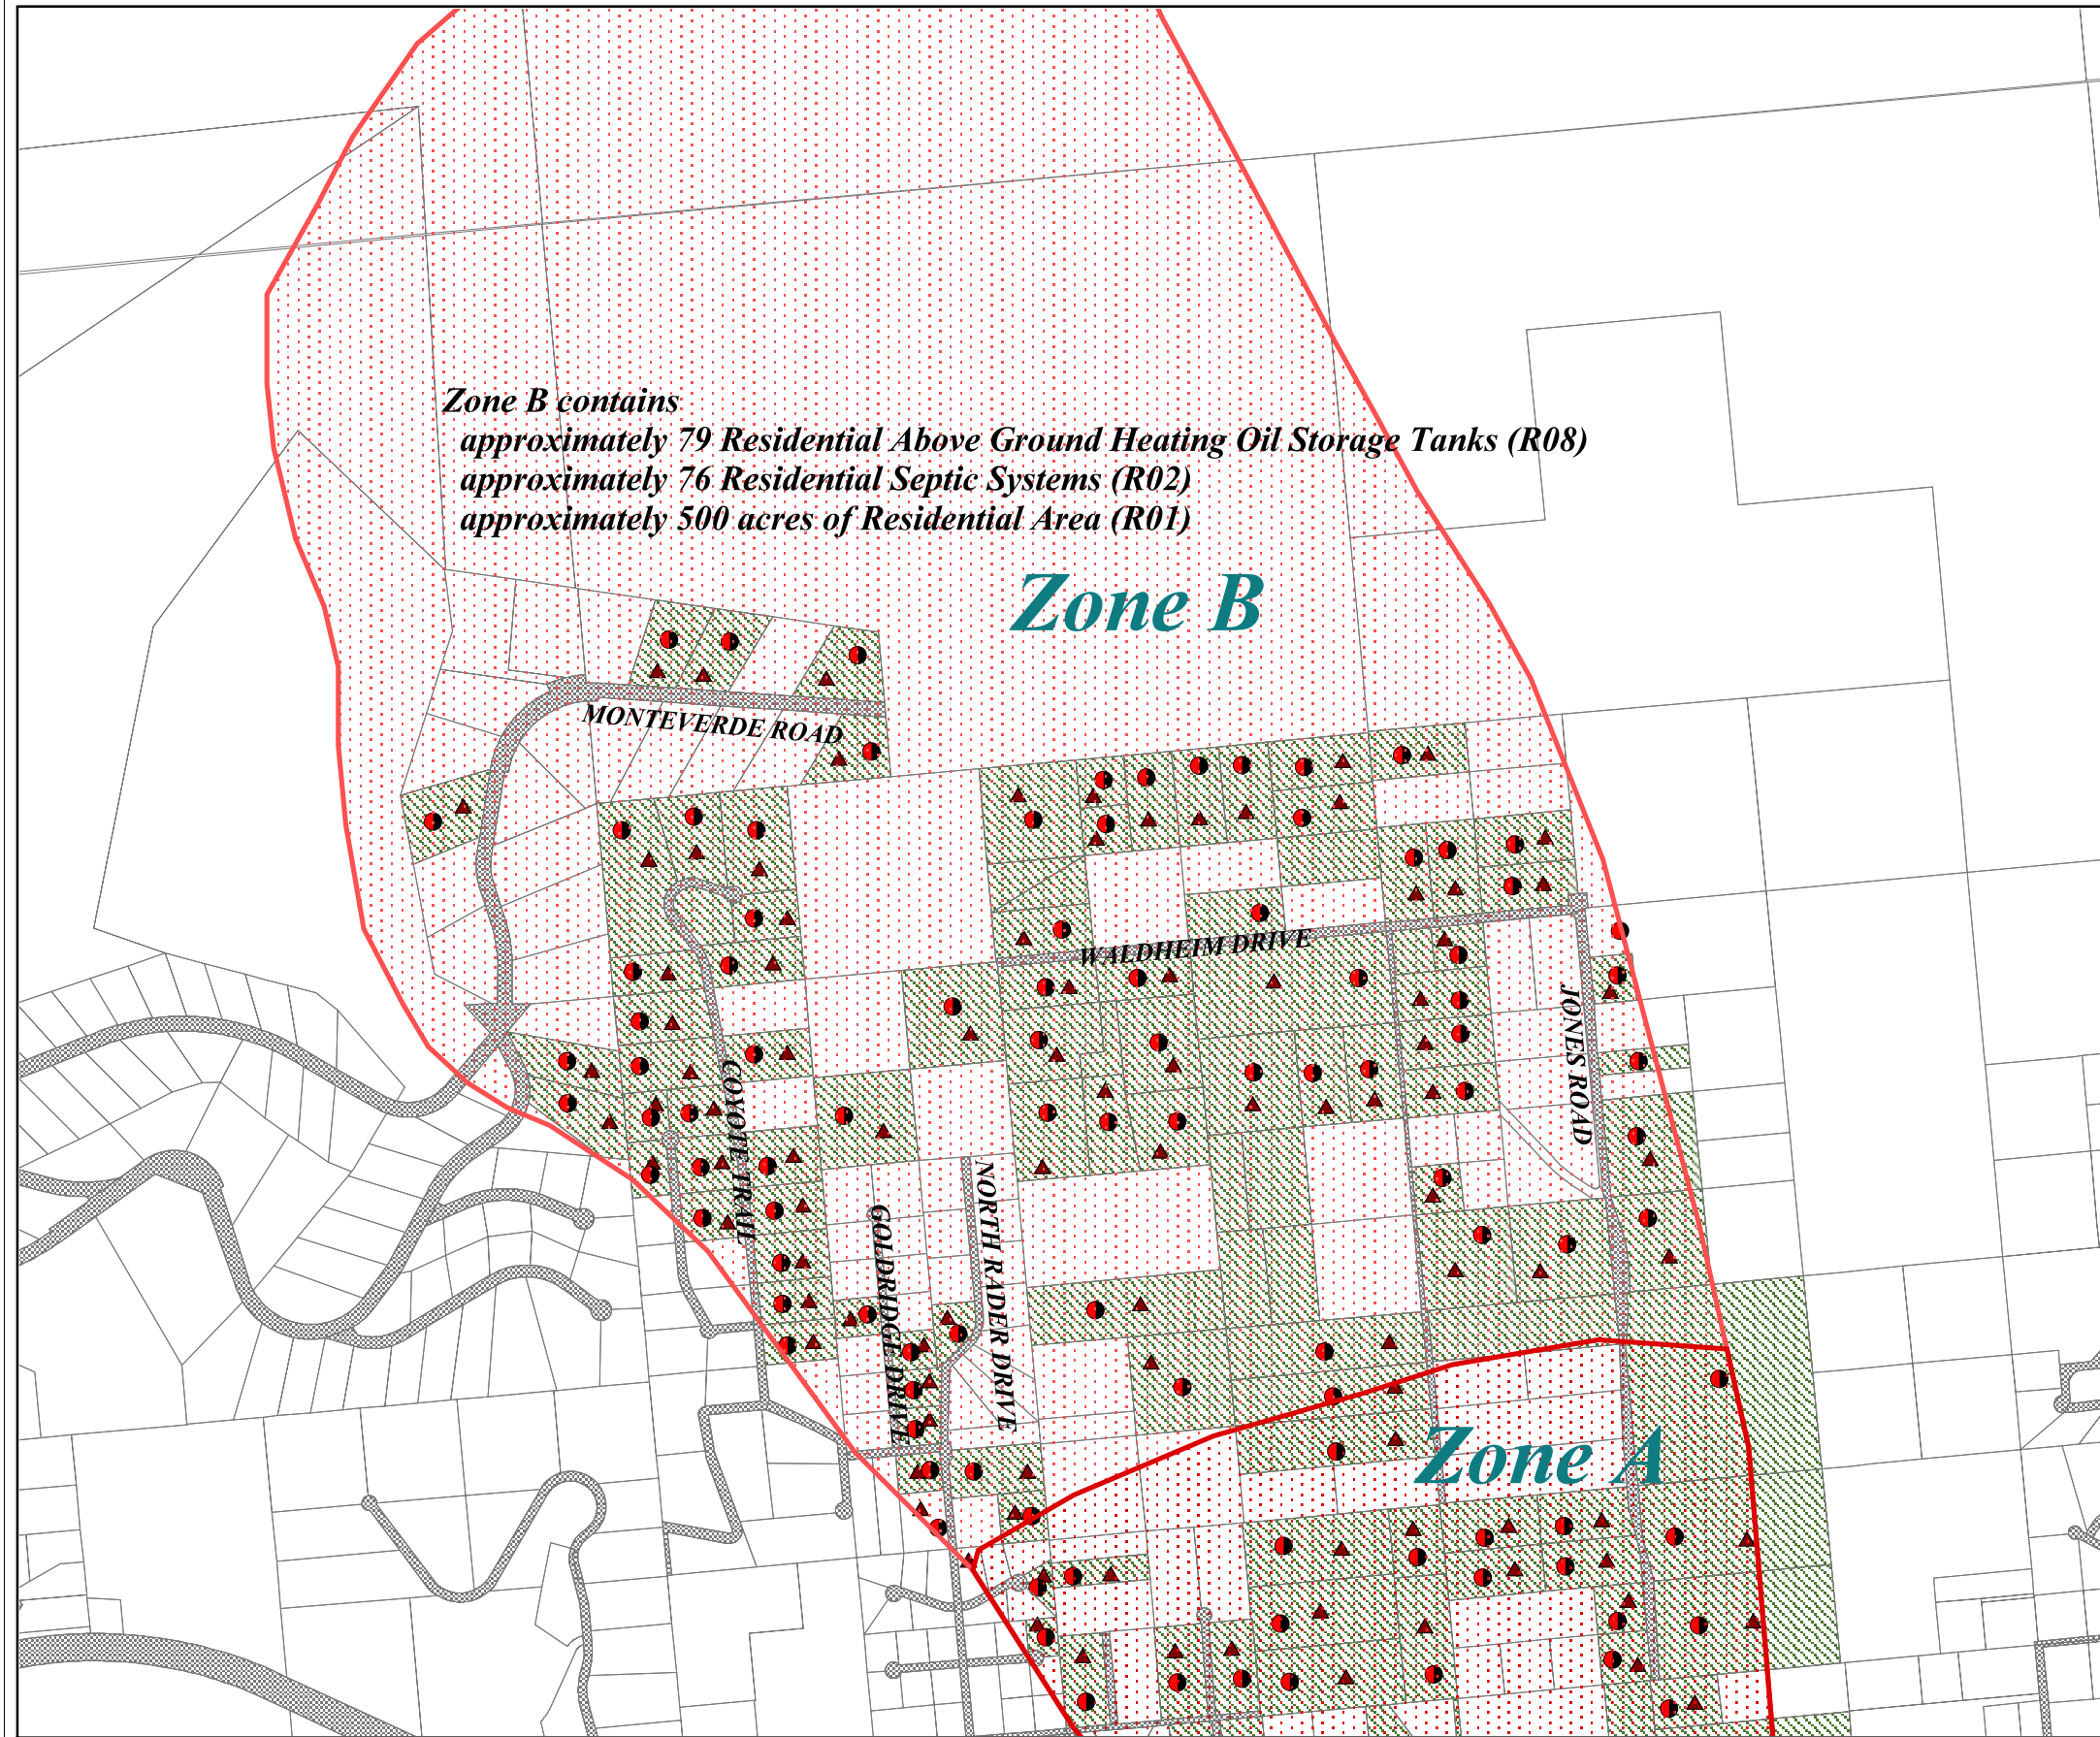 Zone B contains
approximately 79 Residential Above Ground Heating Oil Storage Tanks (R08)
approximately 76 Residential Septic Systems (R02)
approximately 500 acres of Residential Area (R01)
Zone B
MONTEVERDE ROAD
WALDHEIM DRIVE
JONES ROAD
COYOTE TRAIL
GOLDRIDGE DRIVE
NORTH RADER DRIVE
Zone A